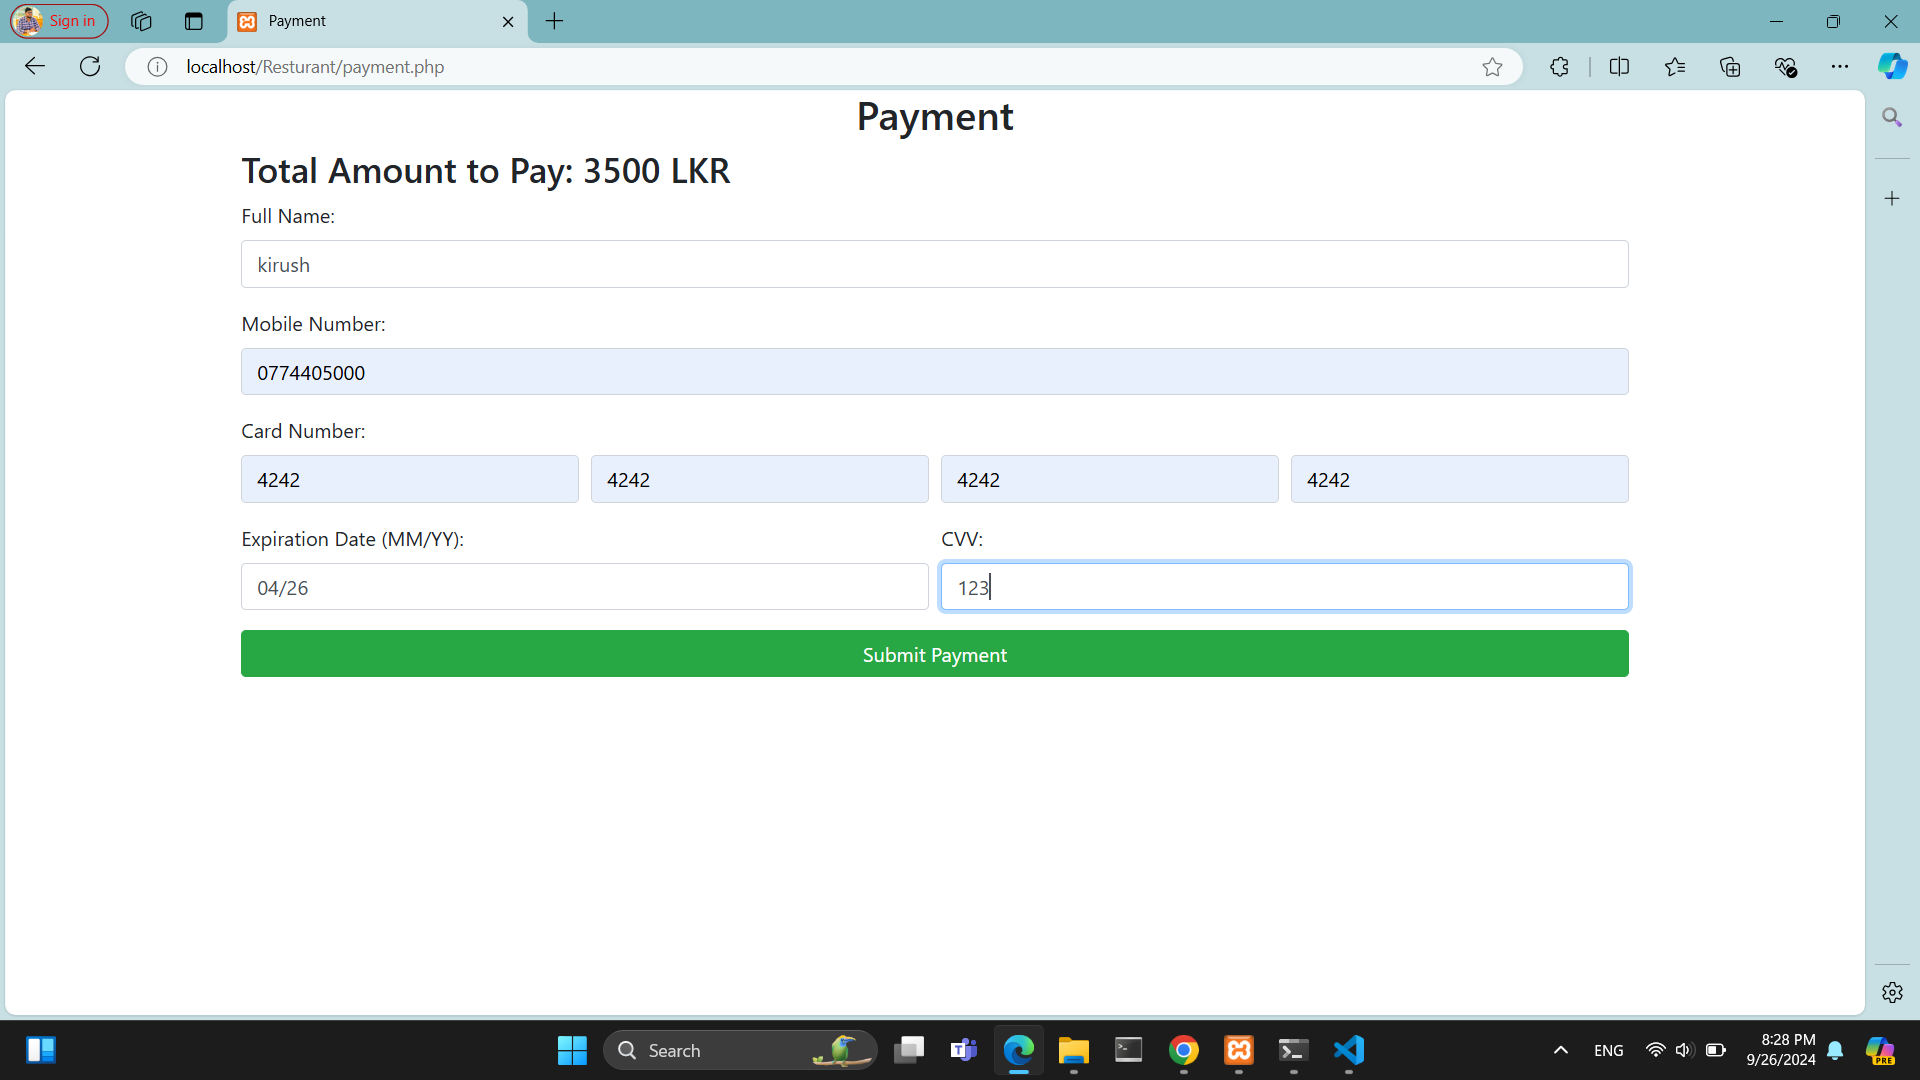 Sign in
Payment
localhost/Resturant/payment.php
Payment
Total Amount to Pay: 3500 LKR
Full Name:
kirush
Mobile Number:
0774405000
Card Number:
4242 4242 4242 4242
Expiration Date (MM/YY): CVV:
04/26 123
Submit Payment
Search
ENG
8:28 PM
9/26/2024
PRE